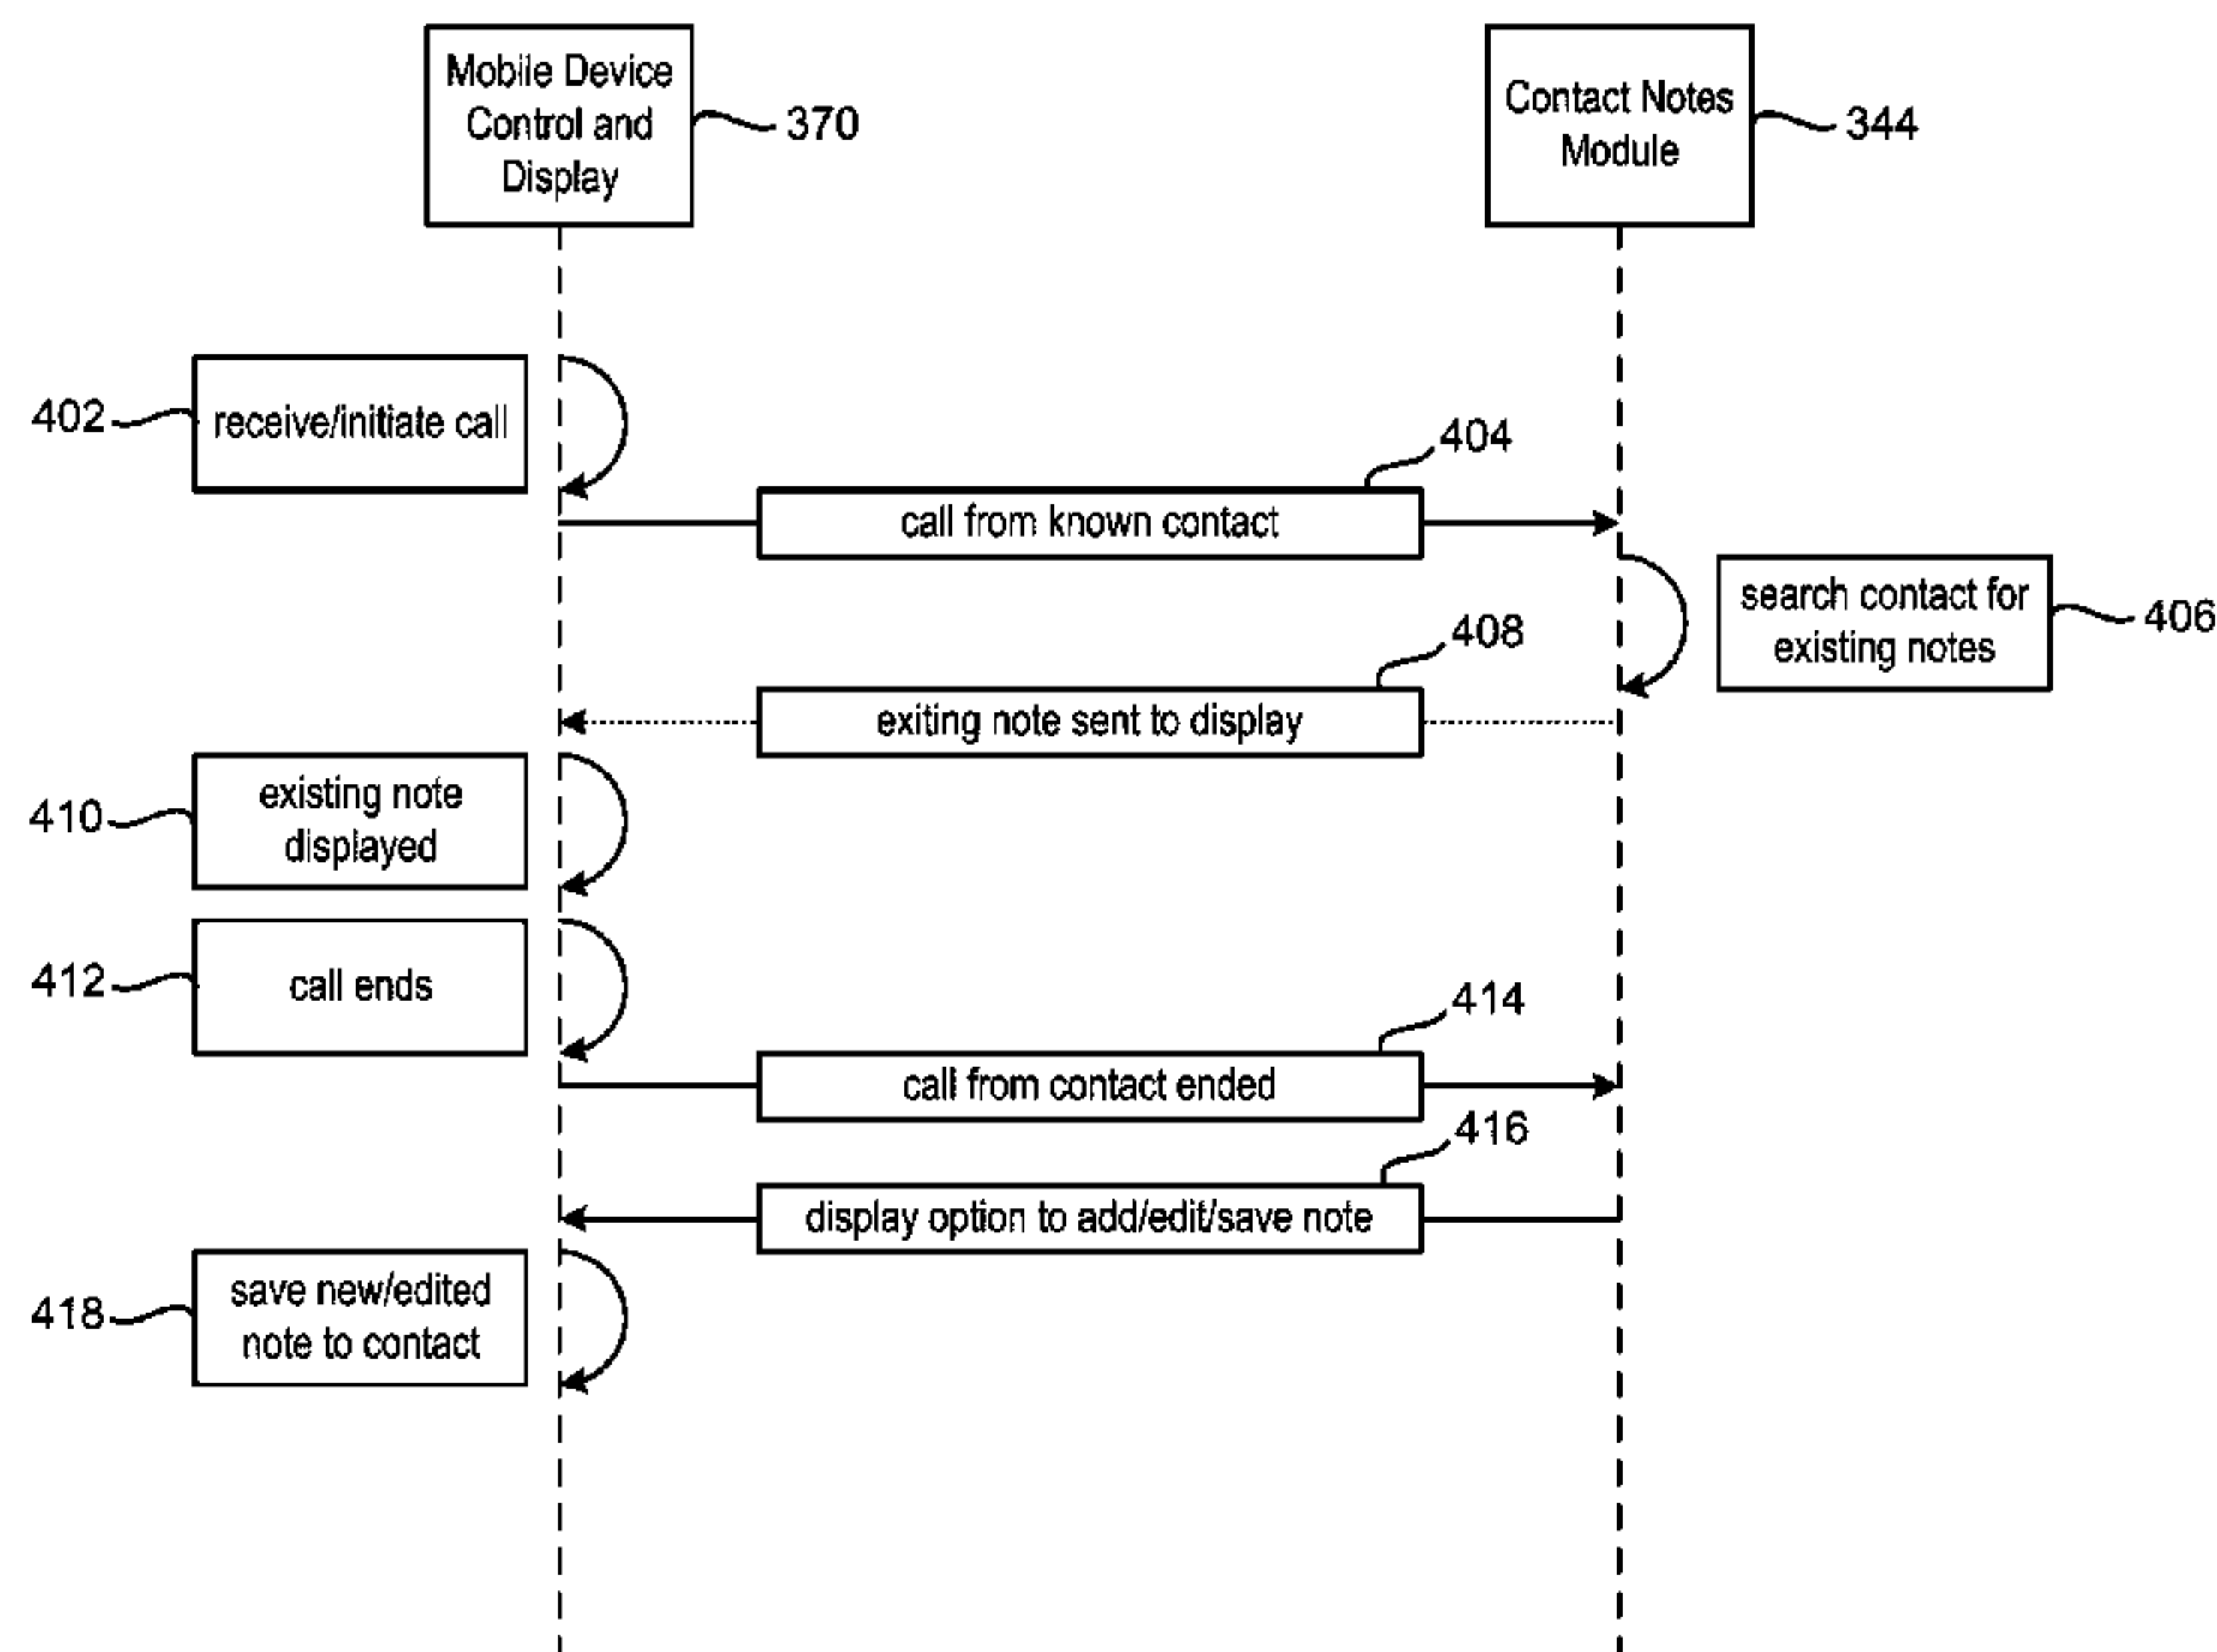 Mobile Device
Control and
Display
370
Contact Notes
Module
344
402
receive/initiate call
404
call from known contact
search contact for
existing notes
406
408
exiting note sent to display
410
existing note
displayed
412
call ends
414
call from contact ended
416
display option to add/edit/save note
418
save new/edited
note to contact